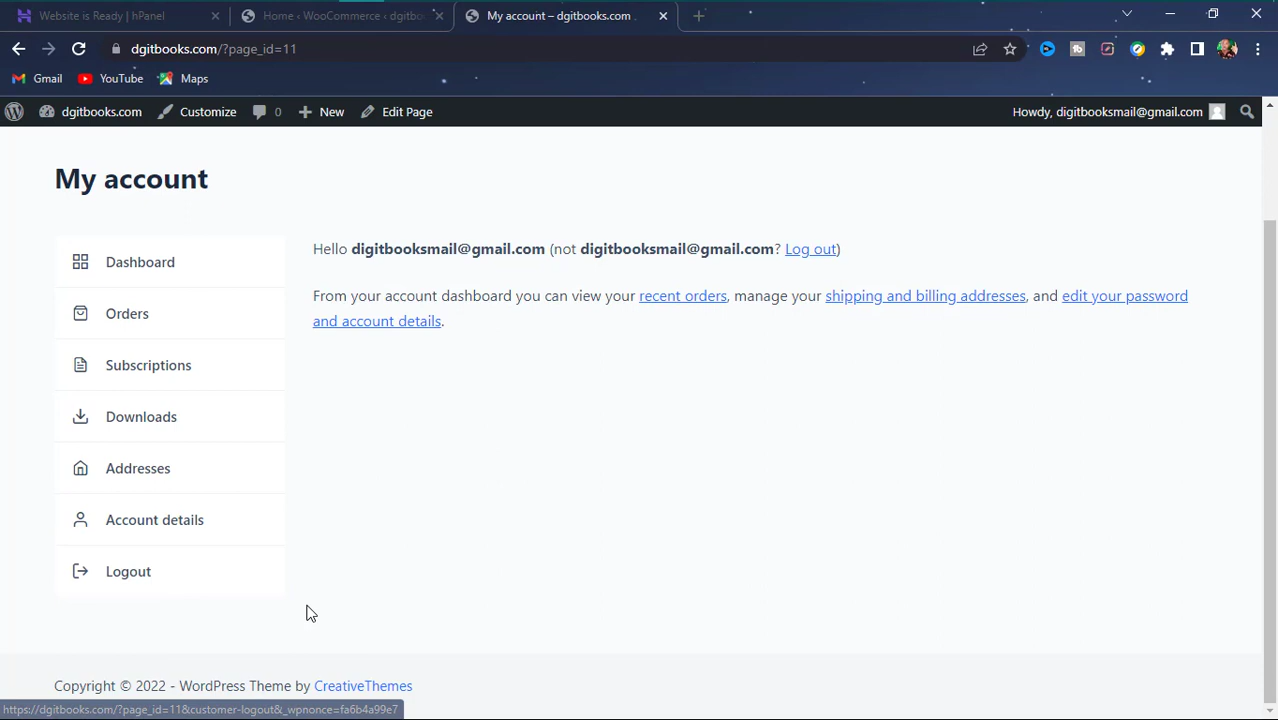 Website is Ready | hPanel
Home ‹ WooCommerce ‹ dgitbo
My account – dgitbooks.com
dgitbooks.com/?page_id=11
Gmail
YouTube
Maps
dgitbooks.com
Customize
0
New
Edit Page
Howdy, digitbooksmail@gmail.com
My account
Dashboard
Orders
Subscriptions
Downloads
Addresses
Account details
Logout
Hello digitbooksmail@gmail.com (not digitbooksmail@gmail.com? Log out)
From your account dashboard you can view your recent orders, manage your shipping and billing addresses, and edit your password
and account details.
Copyright © 2022 - WordPress Theme by CreativeThemes
https://dgitbooks.com/?page_id=11&customer-logout&_wpnonce=fa6b4a99e7